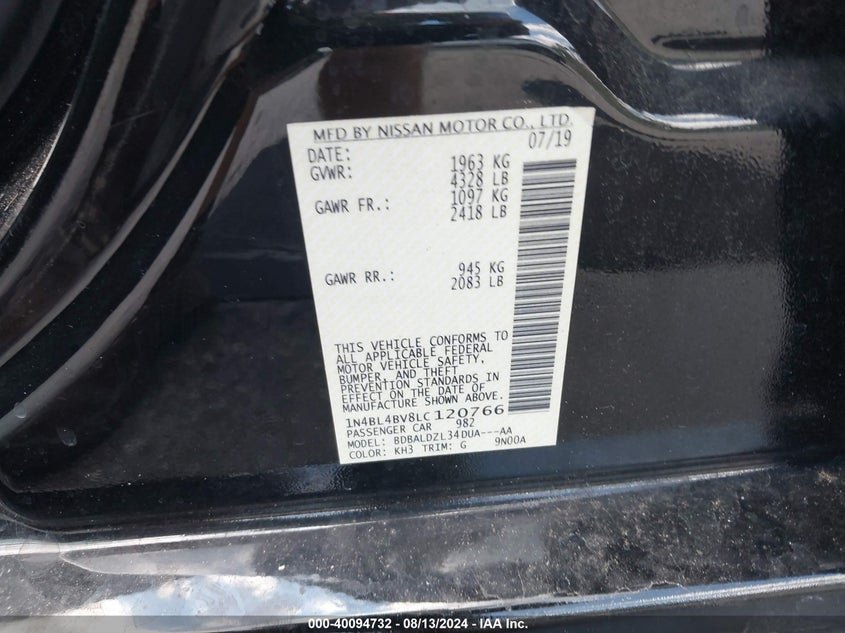 MFD BY NISSAN MOTOR CO., LTD.
DATE: 07/19
GVWR: 1963 KG
4328 LB
GAWR FR.: 1097 KG
2418 LB
GAWR RR.: 945 KG
2083 LB
THIS VEHICLE CONFORMS TO
ALL APPLICABLE FEDERAL
MOTOR VEHICLE SAFETY,
BUMPER, AND THEFT
PREVENTION STANDARDS IN
EFFECT ON THE DATE OF
MANUFACTURE SHOWN ABOVE.
1N4BL4BV8LC120766
PASSENGER CAR 982
MODEL: BDBALDZL34DUA---AA
COLOR: KH3 TRIM: G 9N00A
000-40094732 - 08/13/2024 - IAA Inc.